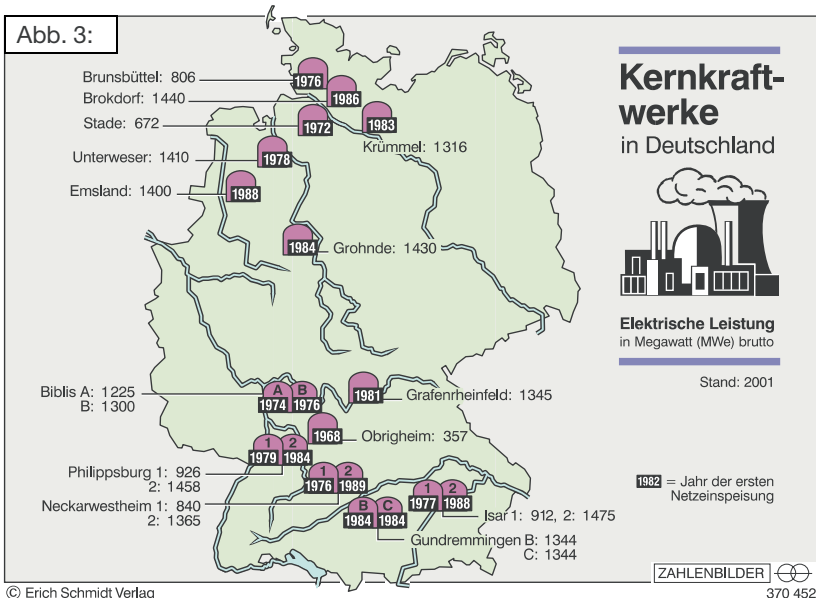 Abb. 3:
Kernkraft-
werke
in Deutschland
Elektrische Leistung
in Megawatt (MWe) brutto
Stand: 2001
1982 = Jahr der ersten
Netzeinspeisung
Brunsbüttel: 806
1976
Brokdorf: 1440
1986
Stade: 672
1972
1983
Krümmel: 1316
Unterweser: 1410
1978
Emsland: 1400
1988
1984
Grohnde: 1430
Biblis A: 1225
B: 1300
A B
1974 1976
1981
Grafenrheinfeld: 1345
1968
Obrigheim: 357
1 2
1979 1984
Philippsburg 1: 926
2: 1458
1 2
1976 1989
Neckarwestheim 1: 840
2: 1365
1 2
1977 1988
Isar 1: 912, 2: 1475
B C
1984 1984
Gundremmingen B: 1344
C: 1344
ZAHLENBILDER
© Erich Schmidt Verlag
370 452